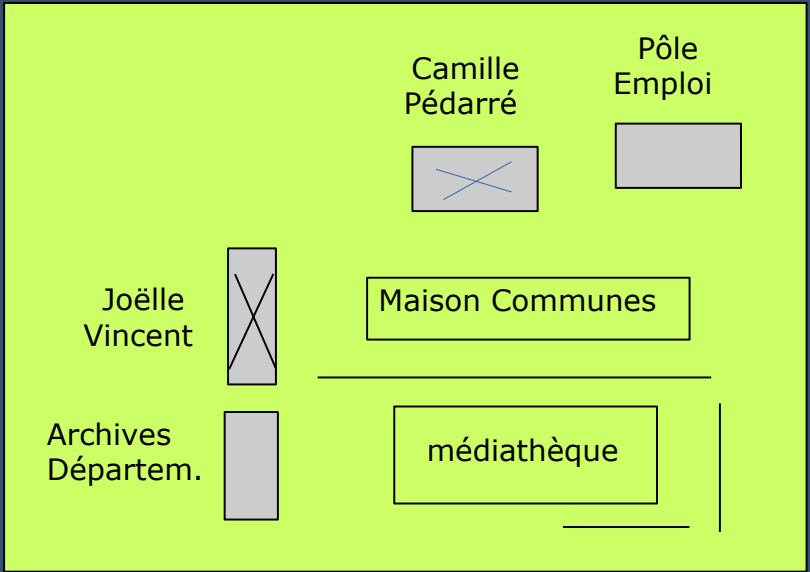 Camille
Pédarré
Pôle
Emploi
Joëlle
Vincent
Maison Communes
Archives
Départem.
médiathèque